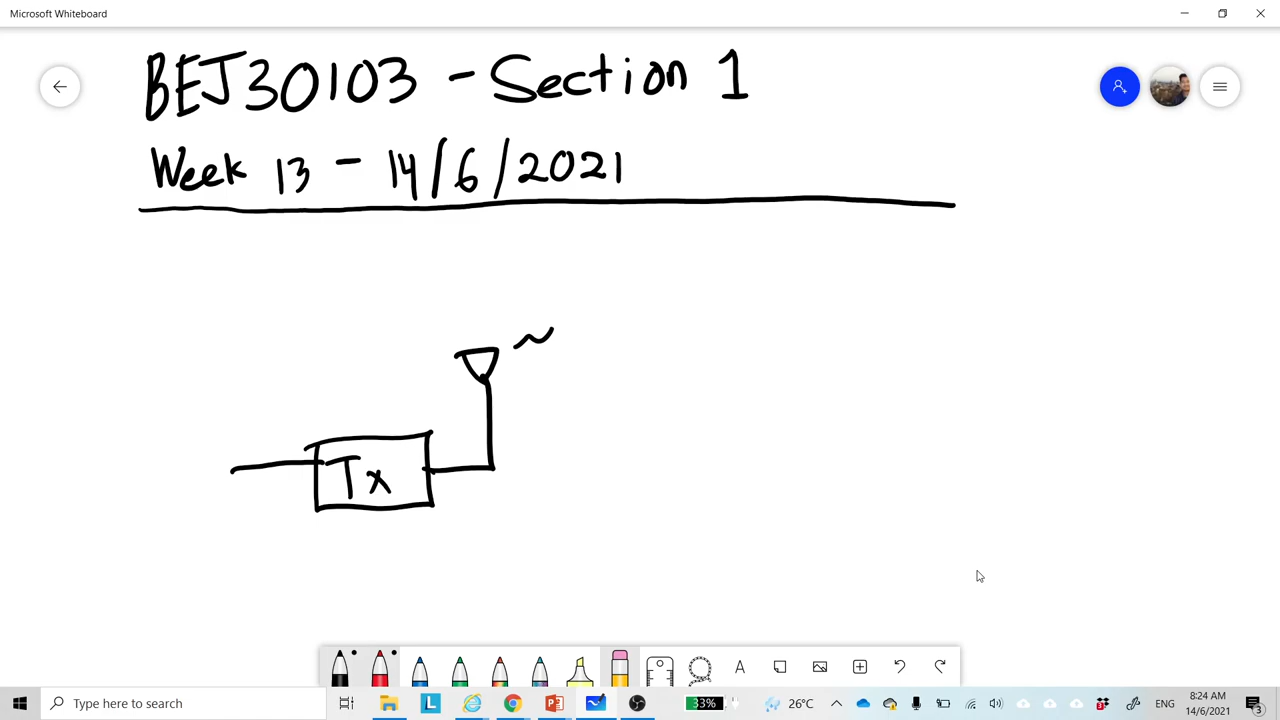 Microsoft Whiteboard
BEJ30103 - Section 1
Week 13 - 14/6/2021
Tx
A
Type here to search
L
33%
26°C
ENG
8:24 AM
14/6/2021
3